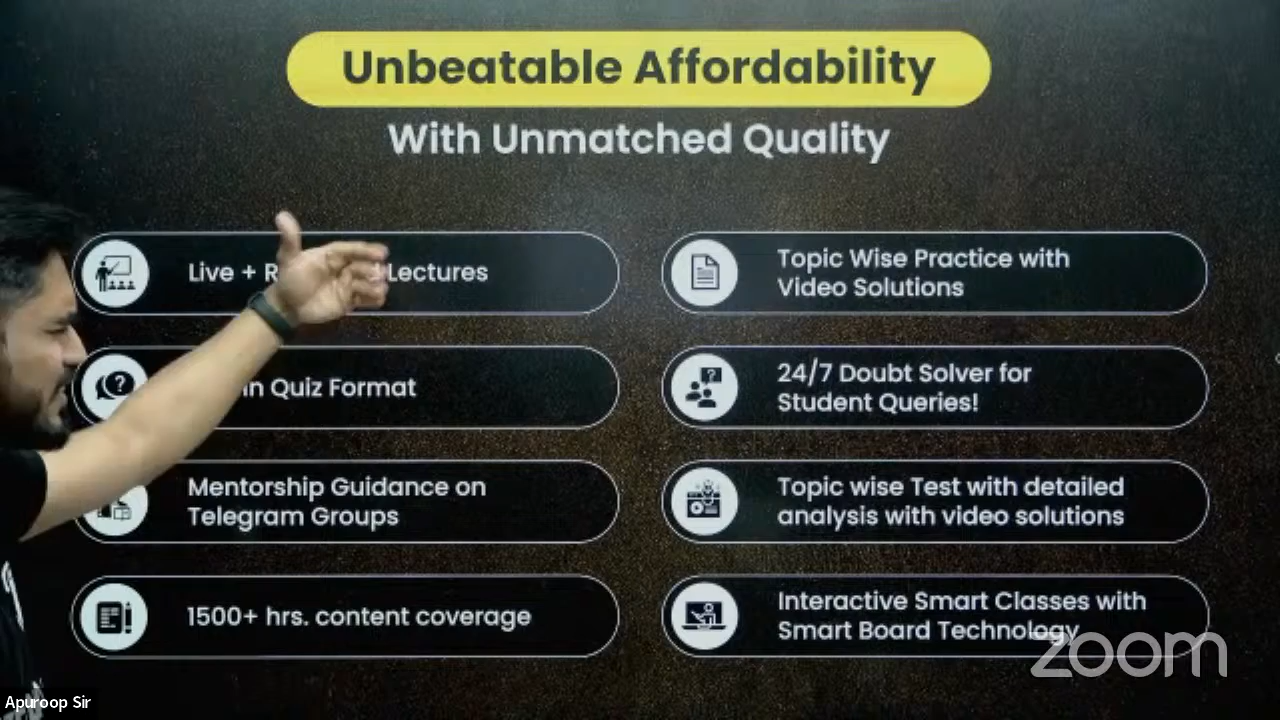 Unbeatable Affordability
With Unmatched Quality
Live + Lectures
in Quiz Format
Mentorship Guidance on
Telegram Groups
1500+ hrs. content coverage
Topic Wise Practice with
Video Solutions
24/7 Doubt Solver for
Student Queries!
Topic wise Test with detailed
analysis with video solutions
Interactive Smart Classes with
Smart Board Technology
zoom
Apuroop Sir